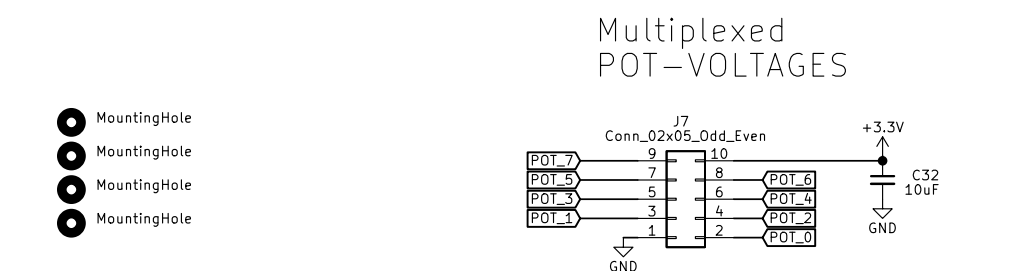 Multiplexed
POT-VOLTAGES
MountingHole
MountingHole
MountingHole
MountingHole
J7
Conn_02x05_Odd_Even
+3.3V
POT_7 9 10
POT_5 7 8 POT_6
POT_3 5 6 POT_4
POT_1 3 4 POT_2
1 2 POT_0
C32
10uF
GND
GND